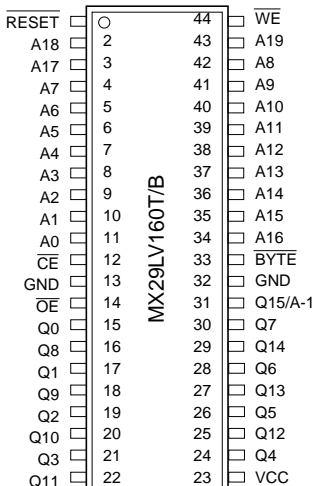 RESET 44 WE
A18 2 43 A19
A17 3 42 A8
A7 4 41 A9
A6 5 40 A10
A5 6 39 A11
A4 7 38 A12
A3 8 37 A13
A2 9 36 A14
A1 10 35 A15
A0 11 34 A16
CE 12 33 BYTE
GND 13 32 GND
OE 14 31 Q15/A-1
Q0 15 30 Q7
Q8 16 29 Q14
Q1 17 28 Q6
Q9 18 27 Q13
Q2 19 26 Q5
Q10 20 25 Q12
Q3 21 24 Q4
Q11 22 23 VCC
MX29LV160T/B